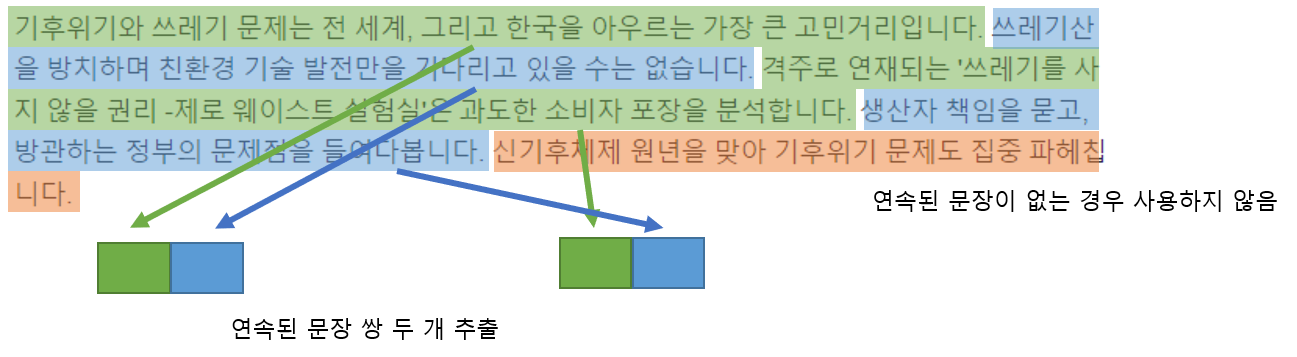 기후위기와 쓰레기 문제는 전 세계, 그리고 한국을 아우르는 가장 큰 고민거리입니다. 쓰레기산
을 방치하며 친환경 기술 발전만을 기다리고 있을 수는 없습니다. 격주로 연재되는 '쓰레기를 사
지 않을 권리 -제로 웨이스트 실험실'은 과도한 소비자 포장을 분석합니다. 생산자 책임을 묻고,
방관하는 정부의 문제점을 들여다봅니다. 신기후체제 원년을 맞아 기후위기 문제도 집중 파헤칩
니다.
연속된 문장이 없는 경우 사용하지 않음
연속된 문장 쌍 두 개 추출